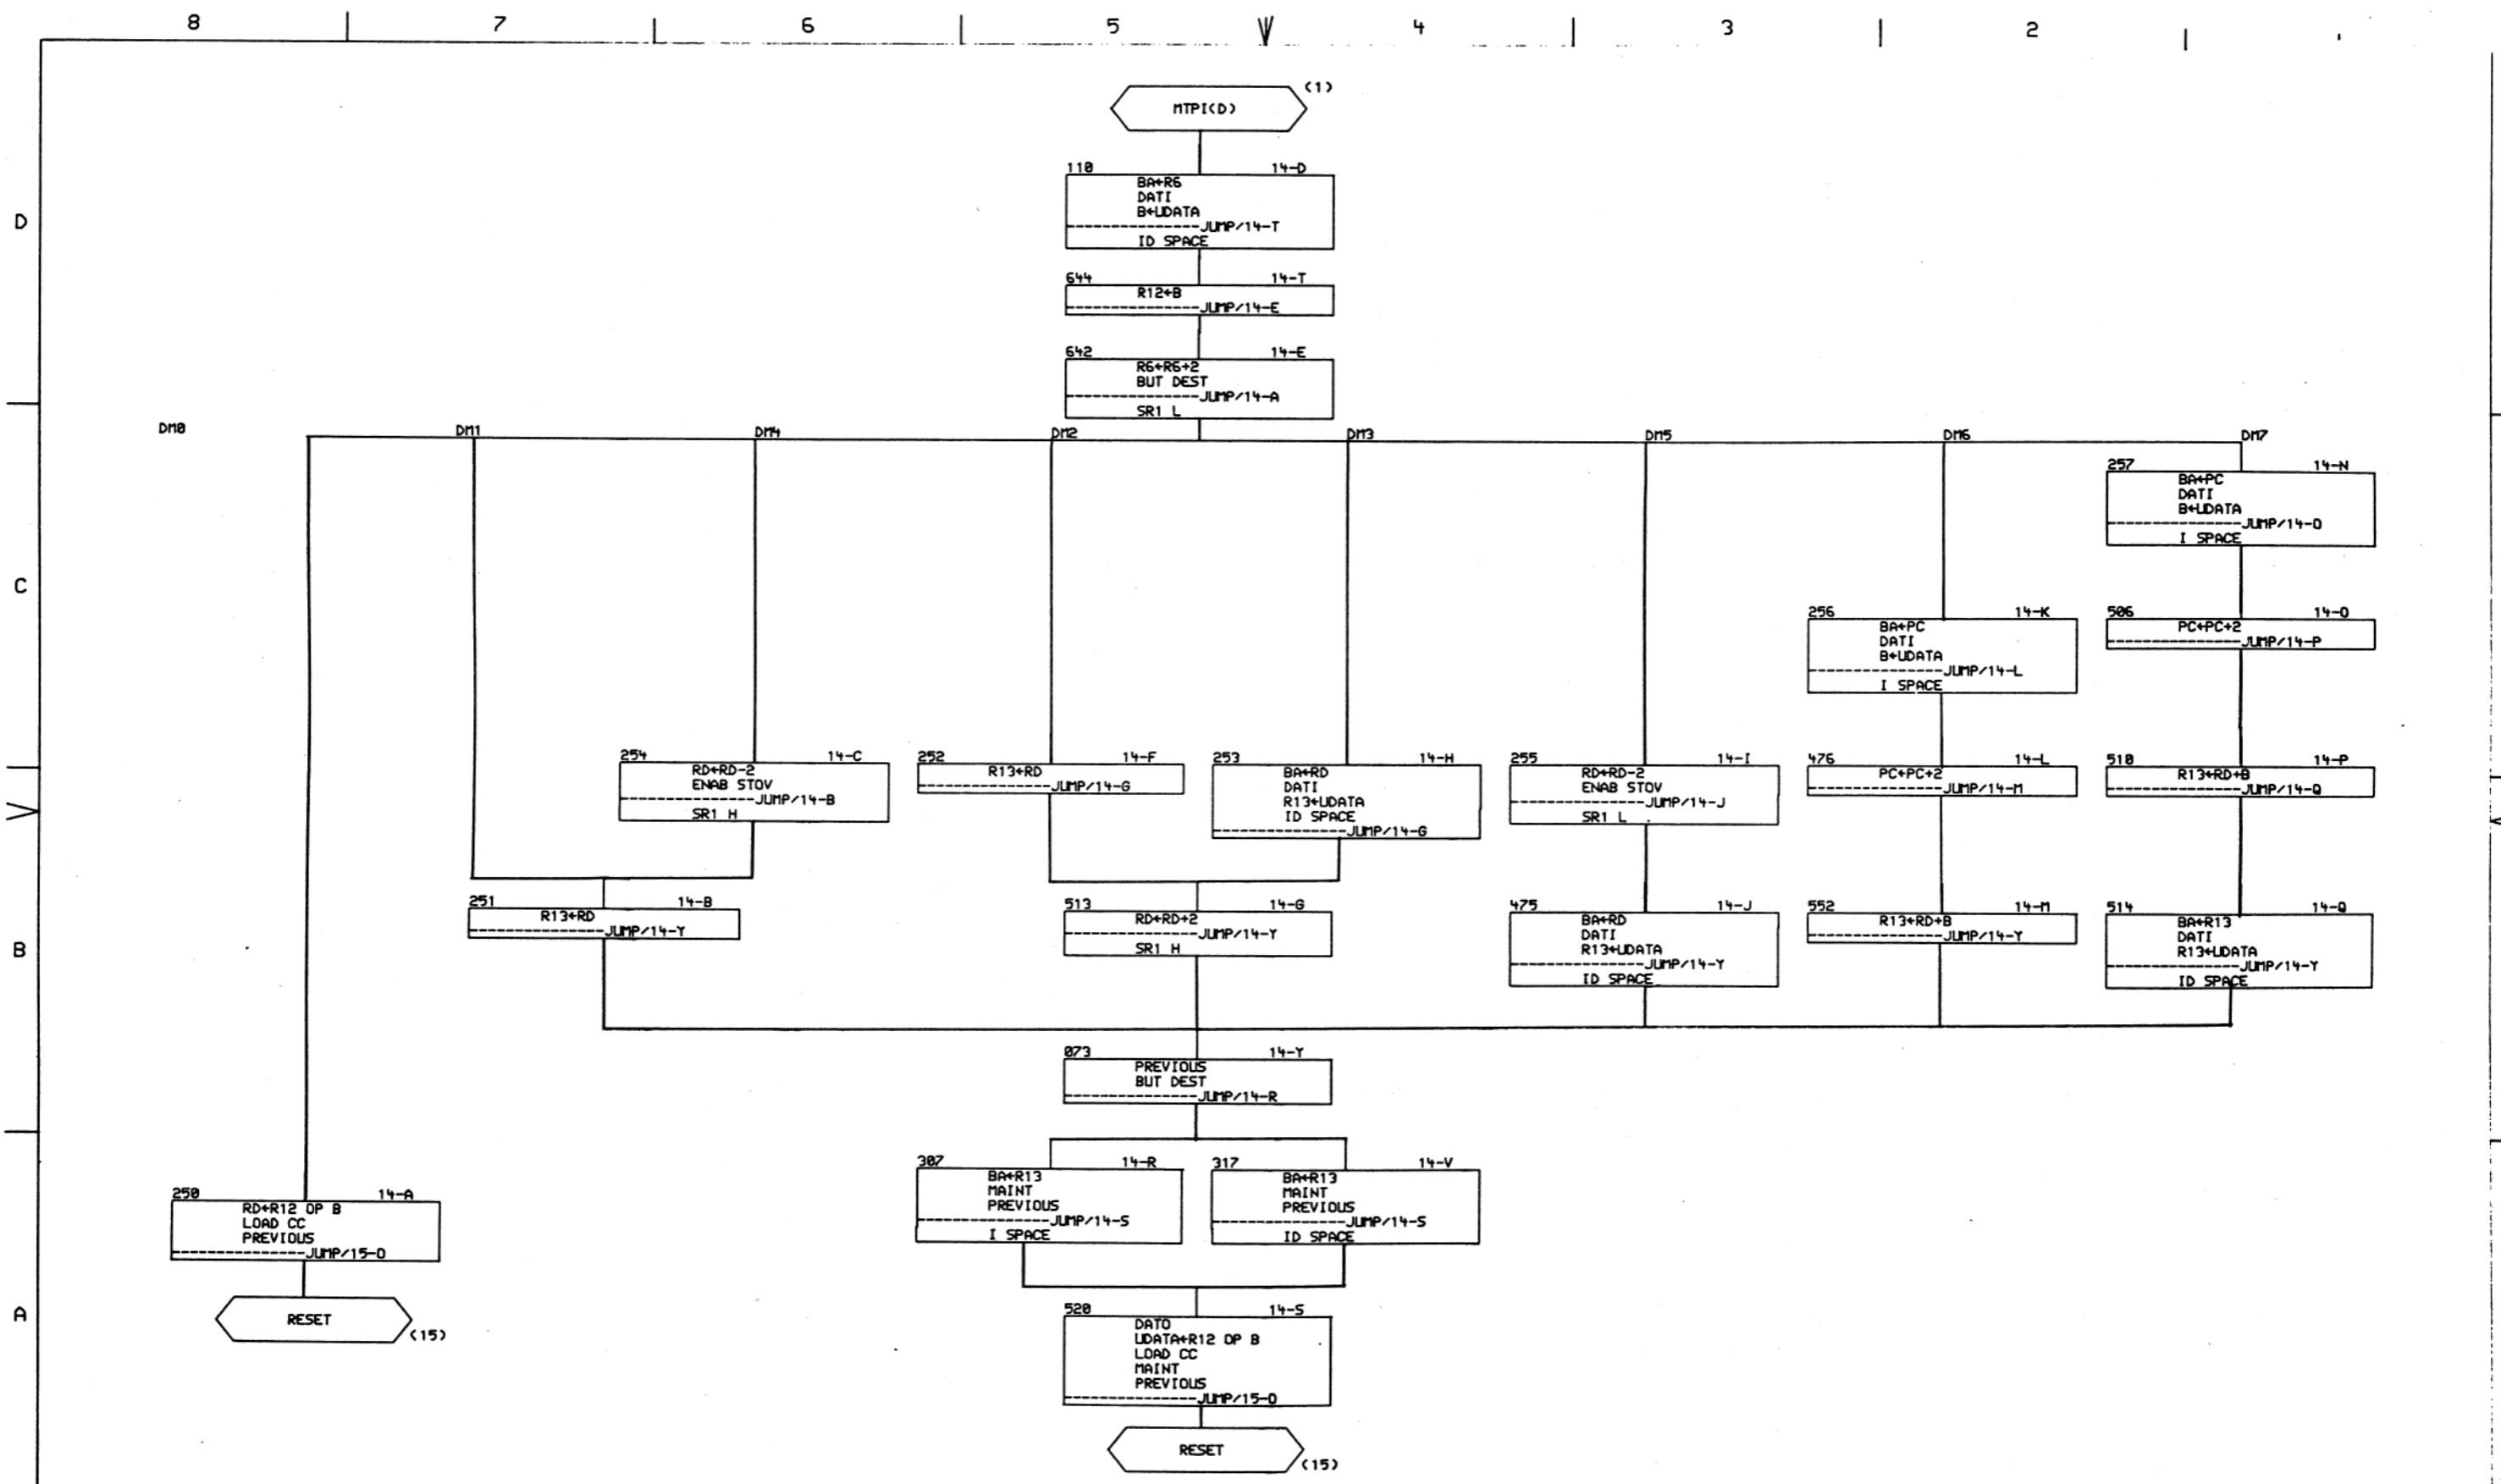 8 7 6 5 4 3 2
D
C
B
A
(1)
MTPI(D)
110 14-D
BA←R6
DATI
B←UDATA
---------------JUMP/14-T
ID SPACE
644 14-T
R12←B
---------------JUMP/14-E
642 14-E
R6←R6+2
BUT DEST
---------------JUMP/14-A
SR1 L
DM0 DM1 DM4 DM2 DM3 DM5 DM6 DM7
257 14-N
BA←PC
DATI
B←UDATA
---------------JUMP/14-O
I SPACE
256 14-K
BA←PC
DATI
B←UDATA
---------------JUMP/14-L
I SPACE
506 14-O
PC←PC+2
---------------JUMP/14-P
254 14-C
RD←RD-2
ENAB STOV
---------------JUMP/14-B
SR1 H
252 14-F
R13←RD
---------------JUMP/14-G
253 14-H
BA←RD
DATI
R13←UDATA
ID SPACE
---------------JUMP/14-G
255 14-I
RD←RD-2
ENAB STOV
---------------JUMP/14-J
SR1 L
476 14-L
PC←PC+2
---------------JUMP/14-M
510 14-P
R13←RD+B
---------------JUMP/14-Q
251 14-B
R13←RD
---------------JUMP/14-Y
513 14-G
RD←RD+2
---------------JUMP/14-Y
SR1 H
475 14-J
BA←RD
DATI
R13←UDATA
---------------JUMP/14-Y
ID SPACE
552 14-M
R13←RD+B
---------------JUMP/14-Y
514 14-Q
BA←R13
DATI
R13←UDATA
---------------JUMP/14-Y
ID SPACE
073 14-Y
PREVIOUS
BUT DEST
---------------JUMP/14-R
307 14-R
BA←R13
MAINT
PREVIOUS
---------------JUMP/14-S
I SPACE
317 14-V
BA←R13
MAINT
PREVIOUS
---------------JUMP/14-S
ID SPACE
250 14-A
RD←R12 OP B
LOAD CC
PREVIOUS
---------------JUMP/15-O
RESET
(15)
520 14-S
DATO
UDATA←R12 OP B
LOAD CC
MAINT
PREVIOUS
---------------JUMP/15-O
RESET
(15)